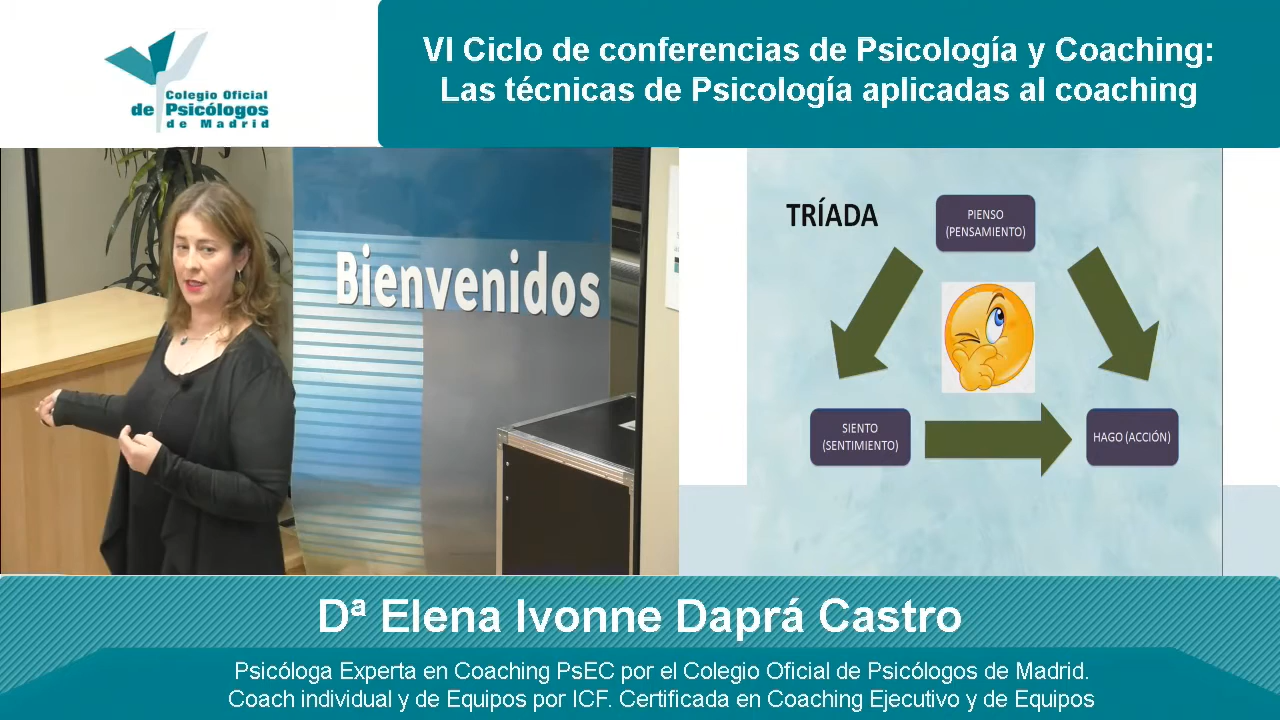 Colegio Oficial
de Psicólogos
de Madrid
VI Ciclo de conferencias de Psicología y Coaching:
Las técnicas de Psicología aplicadas al coaching
Bienvenidos
TRÍADA
PIENSO
(PENSAMIENTO)
SIENTO
(SENTIMIENTO)
HAGO (ACCIÓN)
Dª Elena Ivonne Daprá Castro
Psicóloga Experta en Coaching PsEC por el Colegio Oficial de Psicólogos de Madrid.
Coach individual y de Equipos por ICF. Certificada en Coaching Ejecutivo y de Equipos